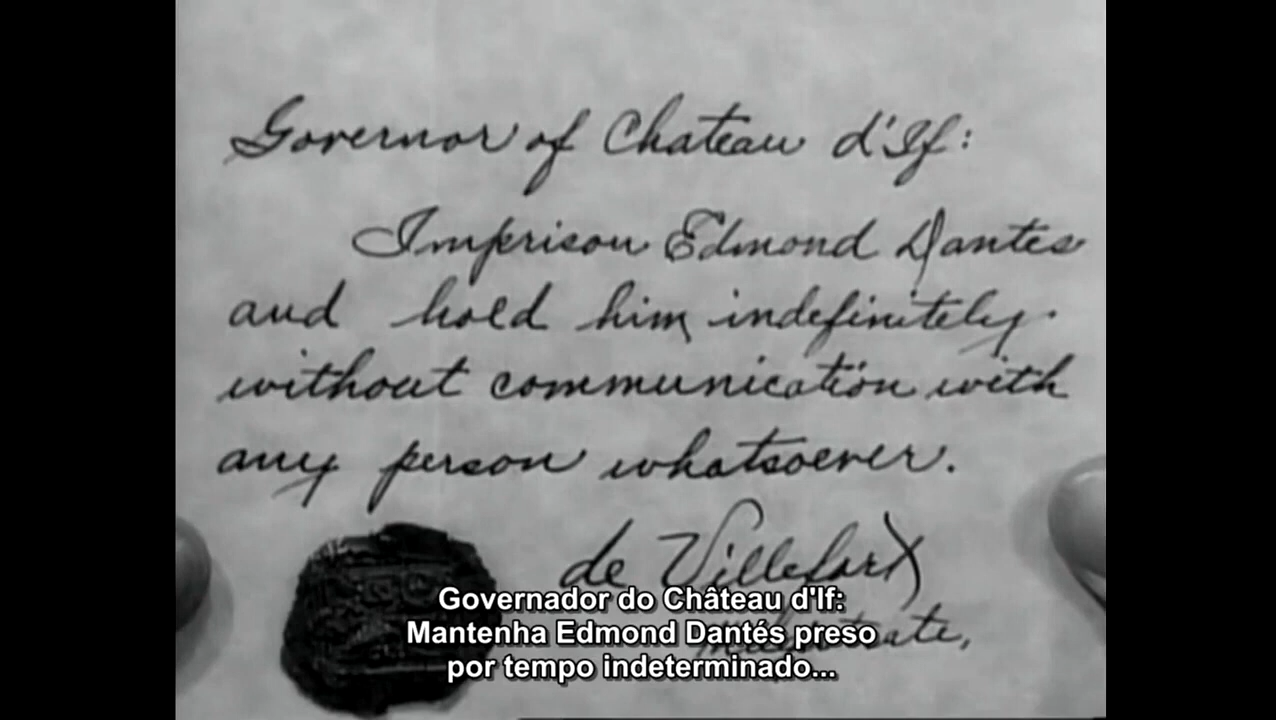 Governor of Chateau d'If:
Imprison Edmond Dantes
and hold him indefinitely
without communication with
any person whatsoever.
de Villefort
Governador do Château d'If:
Mantenha Edmond Dantés preso
por tempo indeterminado...